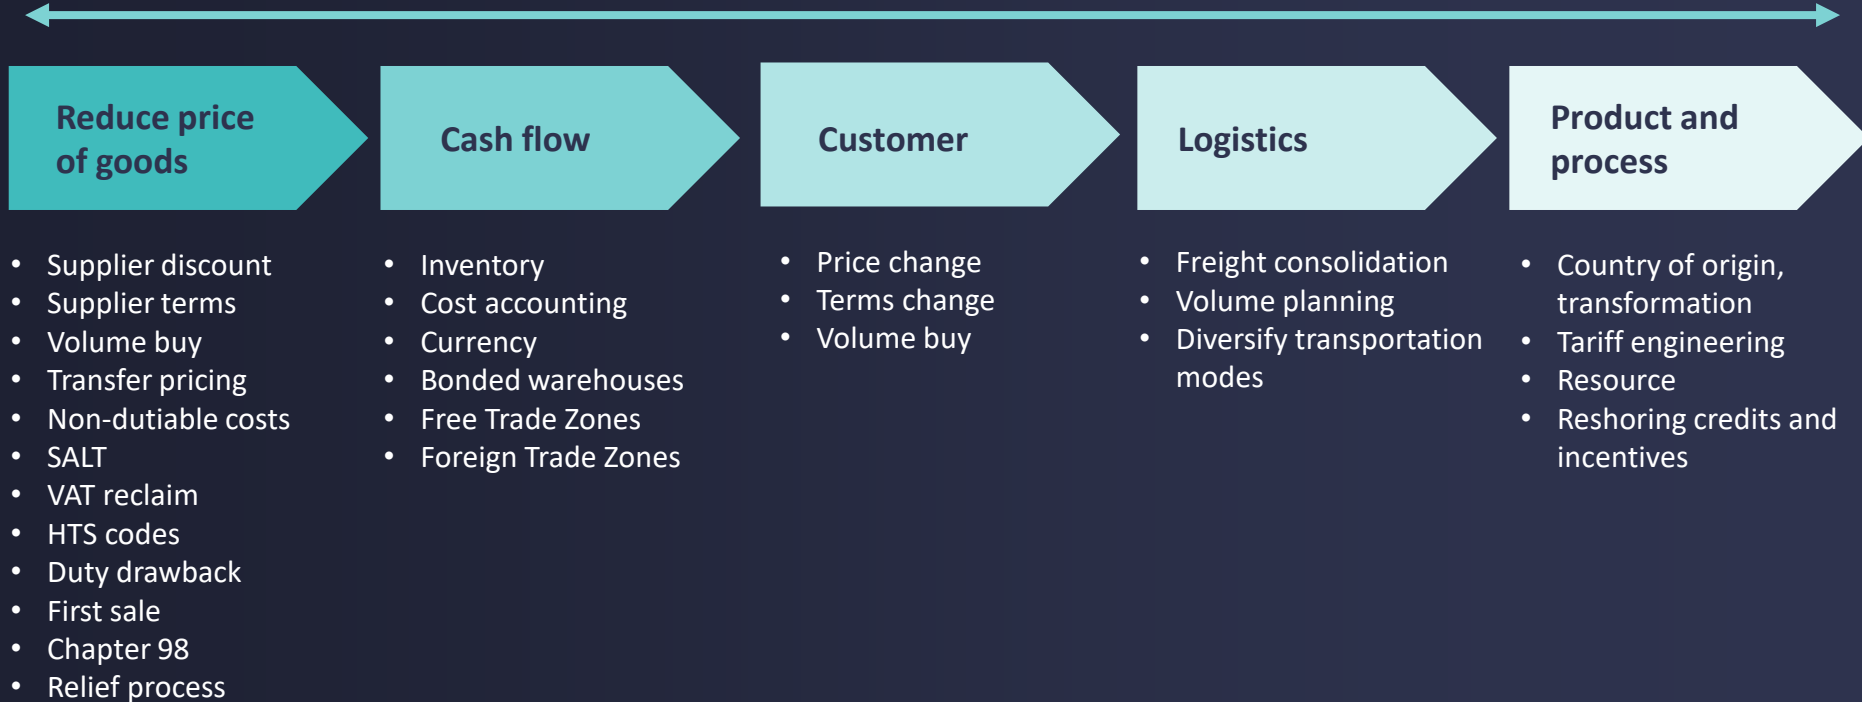 Reduce price
of goods
• Supplier discount
• Supplier terms
• Volume buy
• Transfer pricing
• Non-dutiable costs
• SALT
• VAT reclaim
• HTS codes
• Duty drawback
• First sale
• Chapter 98
• Relief process
Cash flow
• Inventory
• Cost accounting
• Currency
• Bonded warehouses
• Free Trade Zones
• Foreign Trade Zones
Customer
• Price change
• Terms change
• Volume buy
Logistics
• Freight consolidation
• Volume planning
• Diversify transportation
modes
Product and
process
• Country of origin,
transformation
• Tariff engineering
• Resource
• Reshoring credits and
incentives